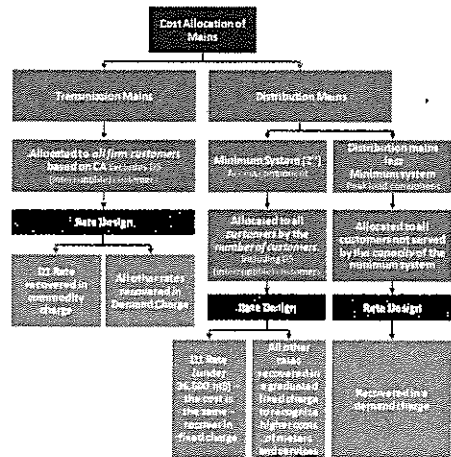 Cost Allocation of
Mains
Transmission Mains
Distribution Mains
Allocated to all firm customers
based on CA
Minimum System
Distribution mains
less
Minimum system
Peak load component
Rate Design
Allocated to all
customers by the
number of customers
including
Allocated to all
customers not served
by the capacity of the
minimum system
D1 Rate
recovered in
commodity
charge
All other rates
recovered in
Demand Charge
Rate Design
Rate Design
D1 Rate
(under
the cost is
the same -
recover in
fixed charge
All other
rates
recovered in
a graduated
fixed charge
to recognize
higher costs
of meters
and services
Recovered in a
demand charge